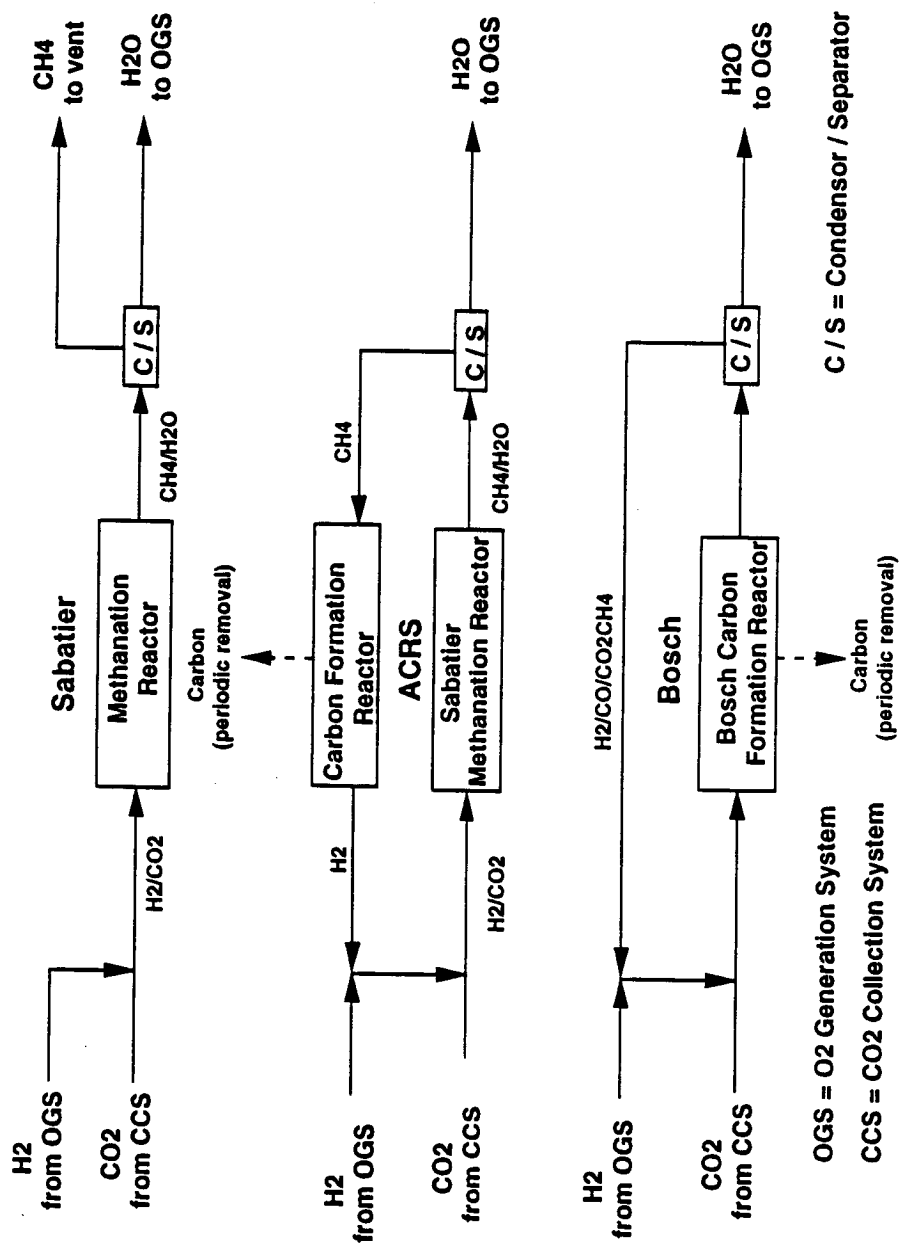 Sabatier
H2
from OGS
CO2
from CCS
H2/CO2
Methanation
Reactor
CH4/H2O
C / S
CH4
to vent
H2O
to OGS
Carbon
(periodic removal)
H2
from OGS
CO2
from CCS
H2
H2/CO2
Carbon Formation
Reactor
ACRS
Sabatier
Methanation Reactor
CH4
CH4/H2O
C / S
H2O
to OGS
H2/CO/CO2CH4
Bosch
H2
from OGS
CO2
from CCS
Bosch Carbon
Formation Reactor
C / S
H2O
to OGS
Carbon
(periodic removal)
OGS = O2 Generation System
CCS = CO2 Collection System
C / S = Condensor / Separator